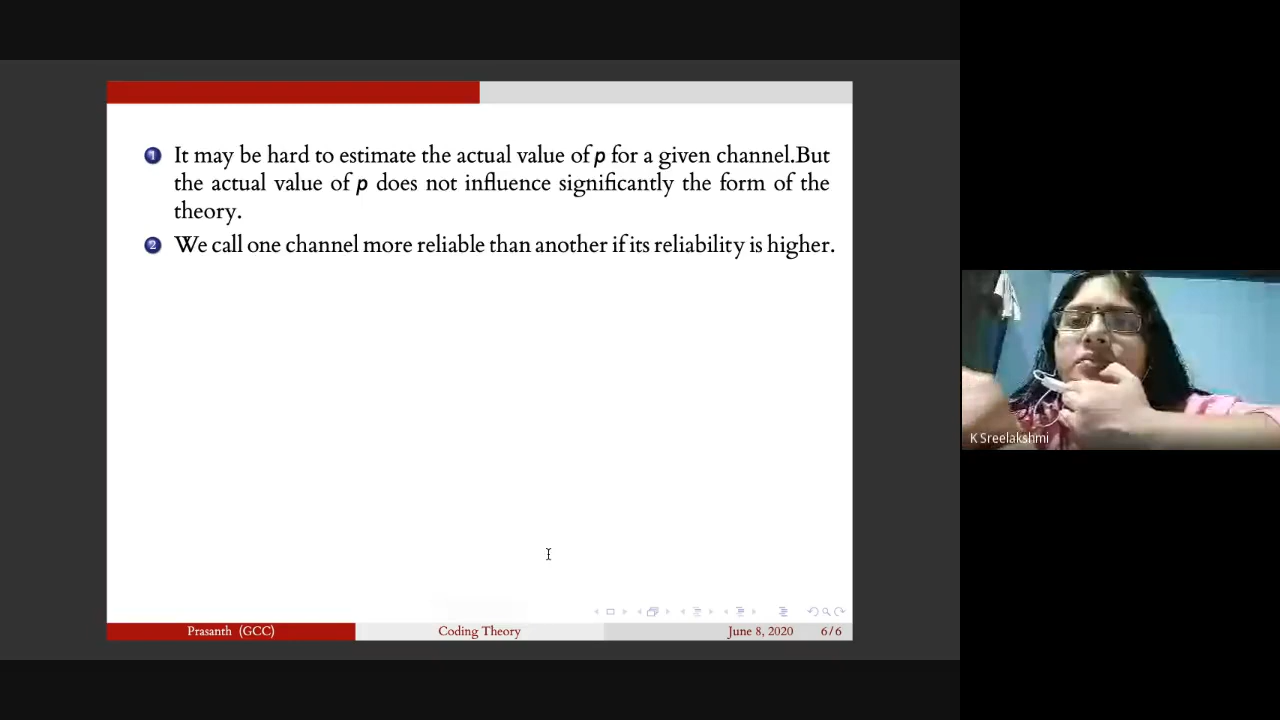 1 It may be hard to estimate the actual value of p for a given channel.But
the actual value of p does not influence significantly the form of the
theory.
2 We call one channel more reliable than another if its reliability is higher.
K Sreelakshmi
Prasanth (GCC) Coding Theory June 8, 2020 6/6